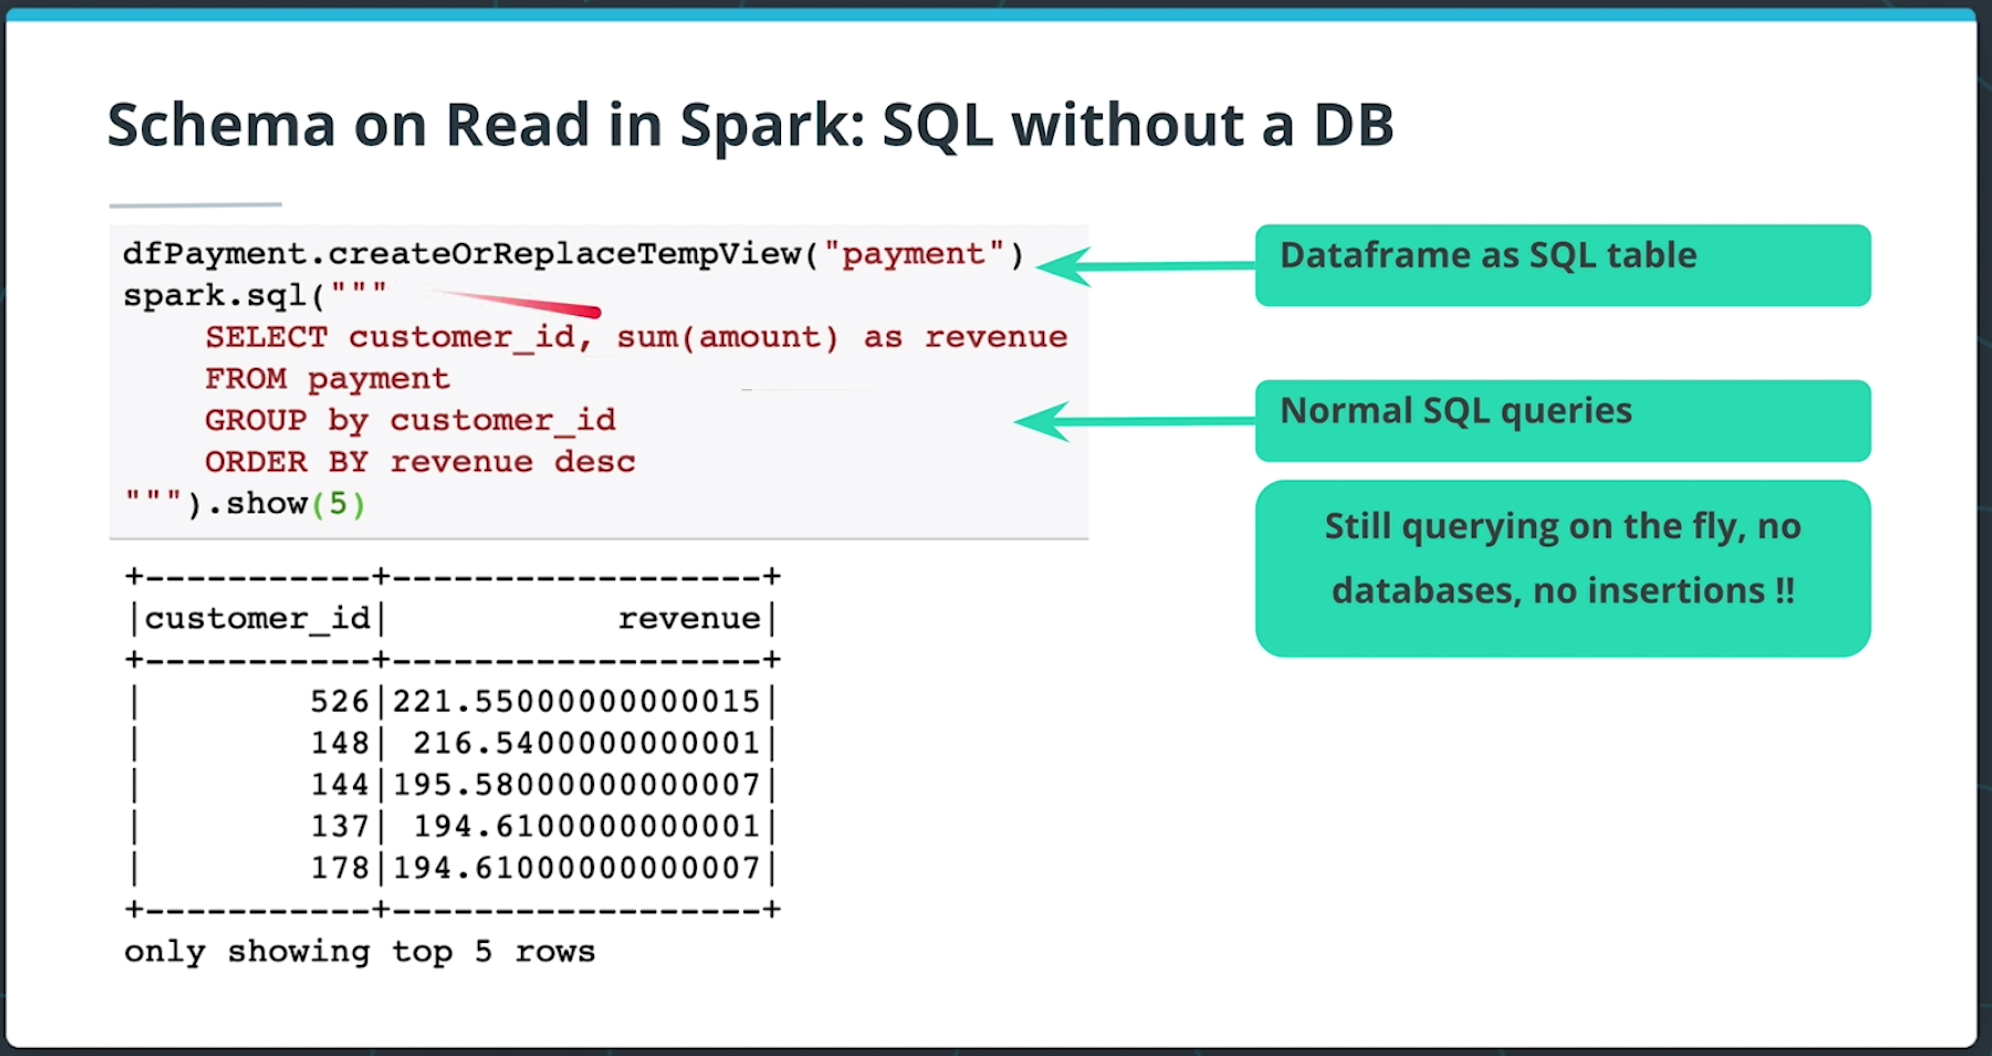 Schema on Read in Spark: SQL without a DB
dfPayment.createOrReplaceTempView("payment")
spark.sql("""
    SELECT customer_id, sum(amount) as revenue
    FROM payment
    GROUP by customer_id
    ORDER BY revenue desc
""").show(5)
Dataframe as SQL table
Normal SQL queries
Still querying on the fly, no
databases, no insertions !!
+-----------+------------------+
|customer_id|           revenue|
+-----------+------------------+
|        526|221.55000000000015|
|        148| 216.5400000000001|
|        144|195.58000000000007|
|        137| 194.6100000000001|
|        178|194.61000000000007|
+-----------+------------------+
only showing top 5 rows